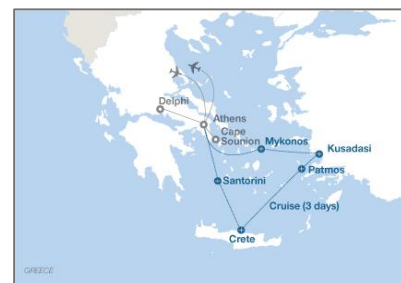 Delphi
Athens
Cape
Sounion
Mykonos
Kusadasi
Patmos
Santorini
Cruise (3 days)
Crete
GREECE